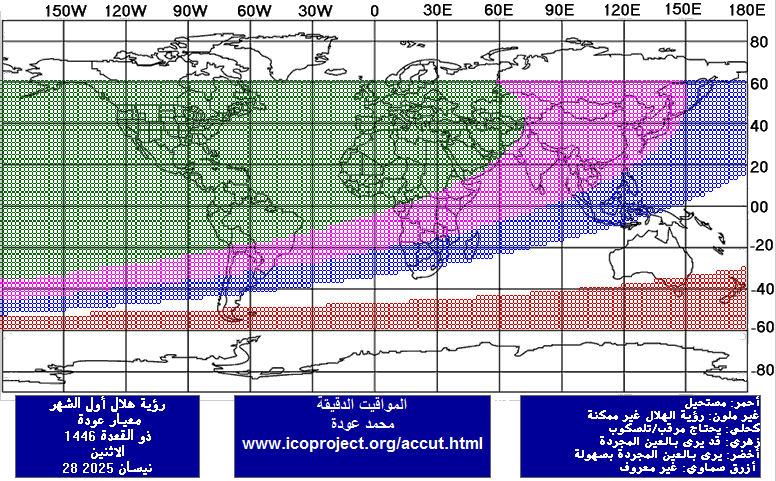 150W 120W 90W 60W 30W 0 30E 60E 90E 120E 150E 180E
80
60
40
20
00
-20
-40
-60
-80
رؤية هلال أول الشهر
معيار عودة
ذو القعدة 1446
الاثنين
28 نيسان 2025
المواقيت الدقيقة
محمد عودة
www.icoproject.org/accut.html
أحمر: مستحيل
غير ملون: رؤية الهلال غير ممكنة
كحلي: يحتاج مرقب/تلسكوب
زهري: قد يرى بالعين المجردة
أخضر: يرى بالعين المجردة بسهولة
أزرق سماوي: غير معروف